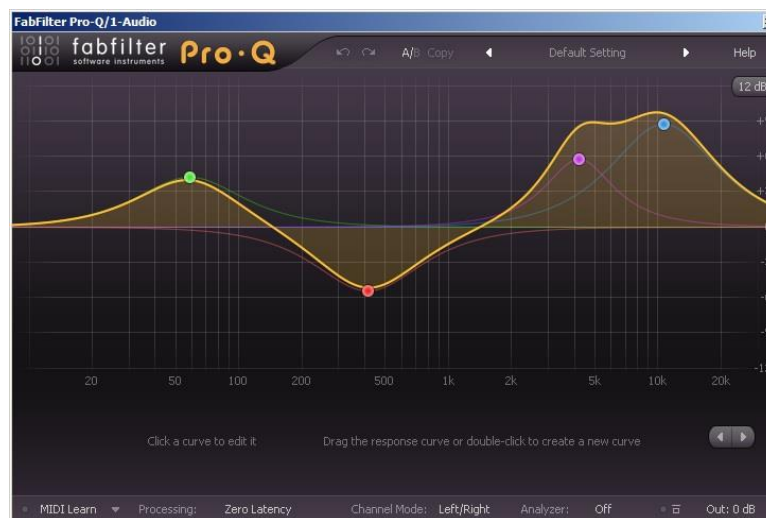 FabFilter Pro-Q/1-Audio
fabfilter Pro·Q
software instruments
A/B Copy Default Setting Help
12 dB
20 50 100 200 500 1k 2k 5k 10k 20k
Click a curve to edit it Drag the response curve or double-click to create a new curve
MIDI Learn Processing: Zero Latency Channel Mode: Left/Right Analyzer: Off Out: 0 dB